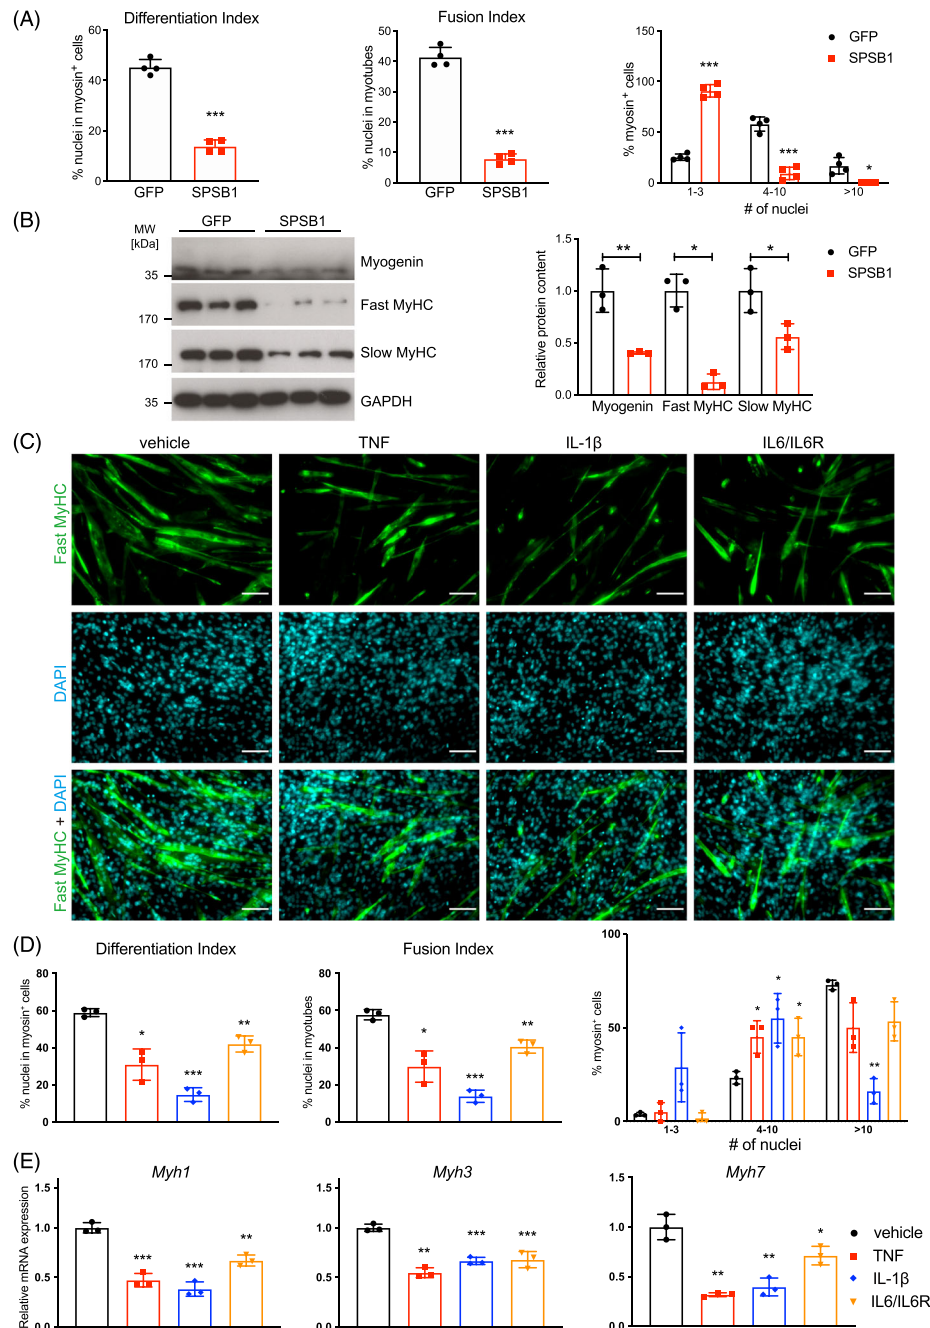 (A)
Differentiation Index
% nuclei in myosin⁺ cells
60
40
20
0
***
GFP SPSB1
Fusion Index
% nuclei in myotubes
50
40
30
20
10
0
***
GFP SPSB1
% myosin⁺ cells
150
100
50
0
***
***
*
1-3 4-10 >10
# of nuclei
GFP
SPSB1
(B)
MW
[kDa]
GFP SPSB1
35
Myogenin
170
Fast MyHC
170
Slow MyHC
35
GAPDH
Relative protein content
1.5
1.0
0.5
0.0
** * *
Myogenin Fast MyHC Slow MyHC
GFP
SPSB1
(C)
vehicle TNF IL-1β IL6/IL6R
Fast MyHC
DAPI
Fast MyHC + DAPI
(D)
Differentiation Index
% nuclei in myosin⁺ cells
80
60
40
20
0
* *** **
Fusion Index
% nuclei in myotubes
80
60
40
20
0
* *** **
% myosin⁺ cells
100
50
0
* * *
**
1-3 4-10 >10
# of nuclei
(E)
Myh1
Relative mRNA expression
1.5
1.0
0.5
0.0
*** *** **
Myh3
1.5
1.0
0.5
0.0
** *** ***
Myh7
1.5
1.0
0.5
0.0
** ** *
vehicle
TNF
IL-1β
IL6/IL6R